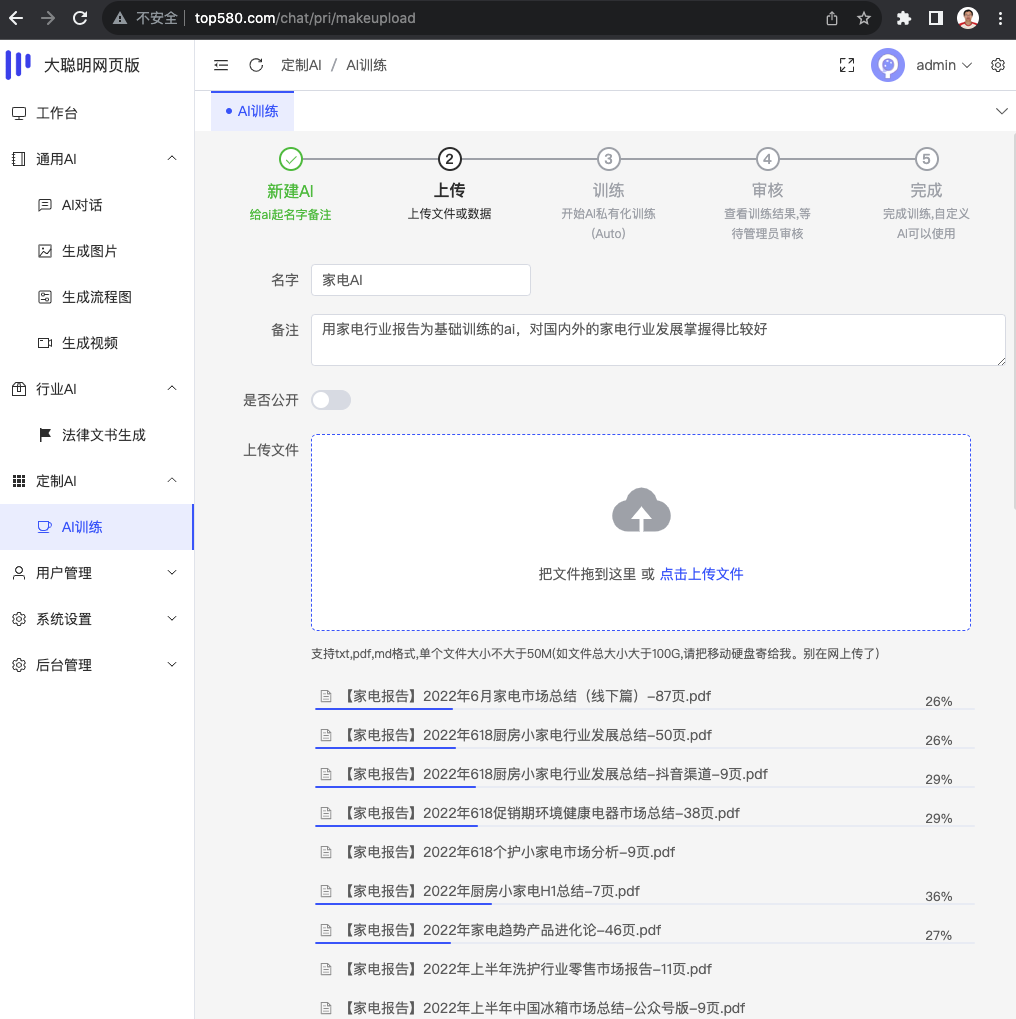 不安全 top580.com/chat/pri/makeupload
大聪明网页版
定制AI / AI训练
admin
工作台
通用AI
AI对话
生成图片
生成流程图
生成视频
行业AI
法律文书生成
定制AI
AI训练
用户管理
系统设置
后台管理
AI训练
新建AI
给ai起名字备注
2
上传
上传文件或数据
3
训练
开始AI私有化训练
(Auto)
4
审核
查看训练结果,等
待管理员审核
5
完成
完成训练,自定义
AI可以使用
名字 家电AI
备注 用家电行业报告为基础训练的ai，对国内外的家电行业发展掌握得比较好
是否公开
上传文件
把文件拖到这里 或 点击上传文件
支持txt,pdf,md格式,单个文件大小不大于50M(如文件总大小大于100G,请把移动硬盘寄给我。别在网上传了)
【家电报告】2022年6月家电市场总结（线下篇）-87页.pdf 26%
【家电报告】2022年618厨房小家电行业发展总结-50页.pdf 26%
【家电报告】2022年618厨房小家电行业发展总结-抖音渠道-9页.pdf 29%
【家电报告】2022年618促销期环境健康电器市场总结-38页.pdf 29%
【家电报告】2022年618个护小家电市场分析-9页.pdf
【家电报告】2022年厨房小家电H1总结-7页.pdf 36%
【家电报告】2022年家电趋势产品进化论-46页.pdf 27%
【家电报告】2022年上半年洗护行业零售市场报告-11页.pdf
【家电报告】2022年上半年中国冰箱市场总结-公众号版-9页.pdf